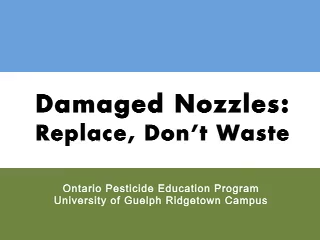 Damaged Nozzles:
Replace, Don’t Waste
Ontario Pesticide Education Program
University of Guelph Ridgetown Campus